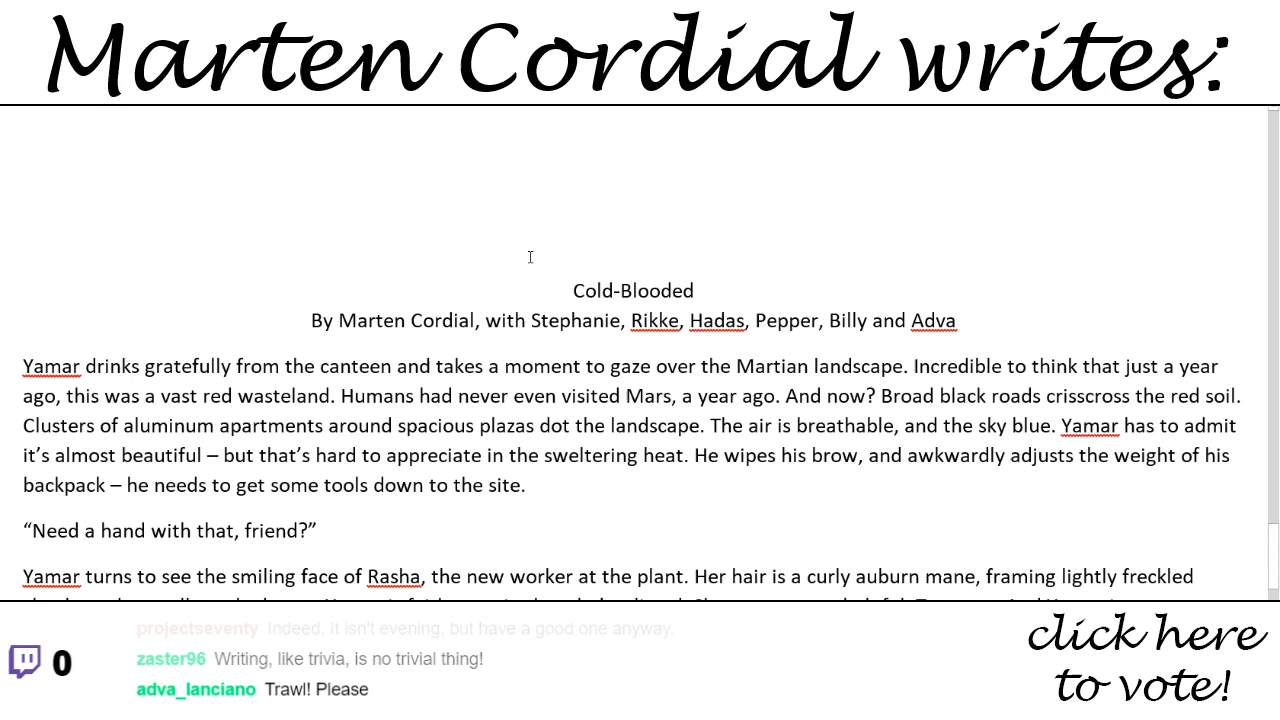 Marten Cordial writes:
Cold-Blooded
By Marten Cordial, with Stephanie, Rikke, Hadas, Pepper, Billy and Adva
Yamar drinks gratefully from the canteen and takes a moment to gaze over the Martian landscape. Incredible to think that just a year
ago, this was a vast red wasteland. Humans had never even visited Mars, a year ago. And now? Broad black roads crisscross the red soil.
Clusters of aluminum apartments around spacious plazas dot the landscape. The air is breathable, and the sky blue. Yamar has to admit
it’s almost beautiful – but that’s hard to appreciate in the sweltering heat. He wipes his brow, and awkwardly adjusts the weight of his
backpack – he needs to get some tools down to the site.
“Need a hand with that, friend?”
Yamar turns to see the smiling face of Rasha, the new worker at the plant. Her hair is a curly auburn mane, framing lightly freckled
projectseventy Indeed. It isn't evening, but have a good one anyway.
zaster96 Writing, like trivia, is no trivial thing!
adva_lanciano Trawl! Please
0
click here
to vote!